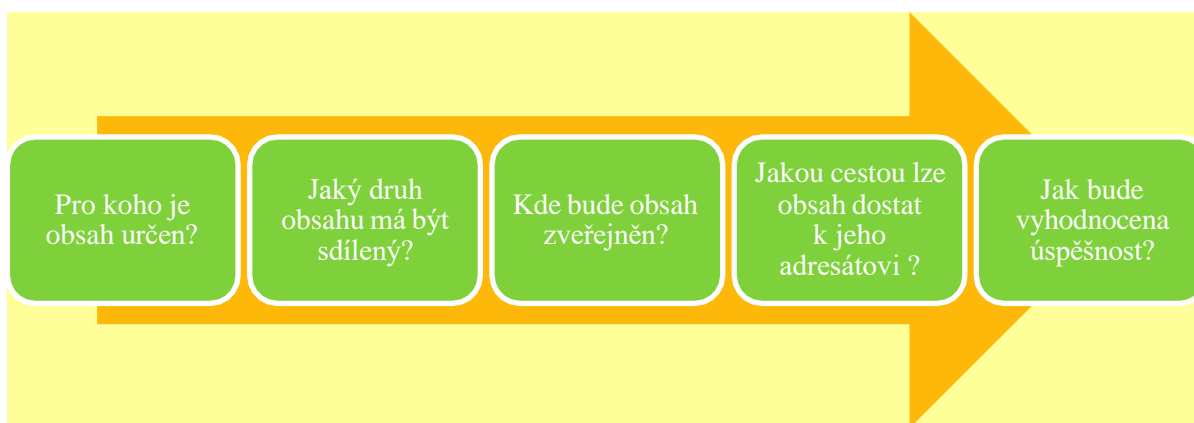 Pro koho je
obsah určen?
Jaký druh
obsahu má být
sdílený?
Kde bude obsah
zveřejněn?
Jakou cestou lze
obsah dostat
k jeho
adresátovi ?
Jak bude
vyhodnocena
úspěšnost?